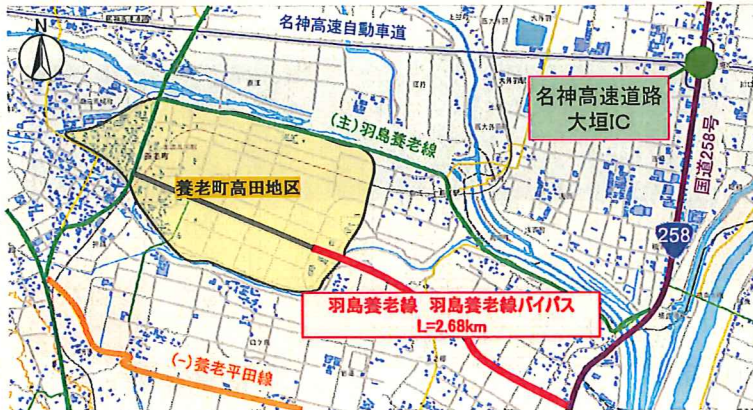 名神高速自動車道
N
名神高速道路
大垣IC
(主)羽島養老線
国道258号
養老町高田地区
258
羽島養老線 羽島養老線バイパス
L=2.68km
(一)養老平田線